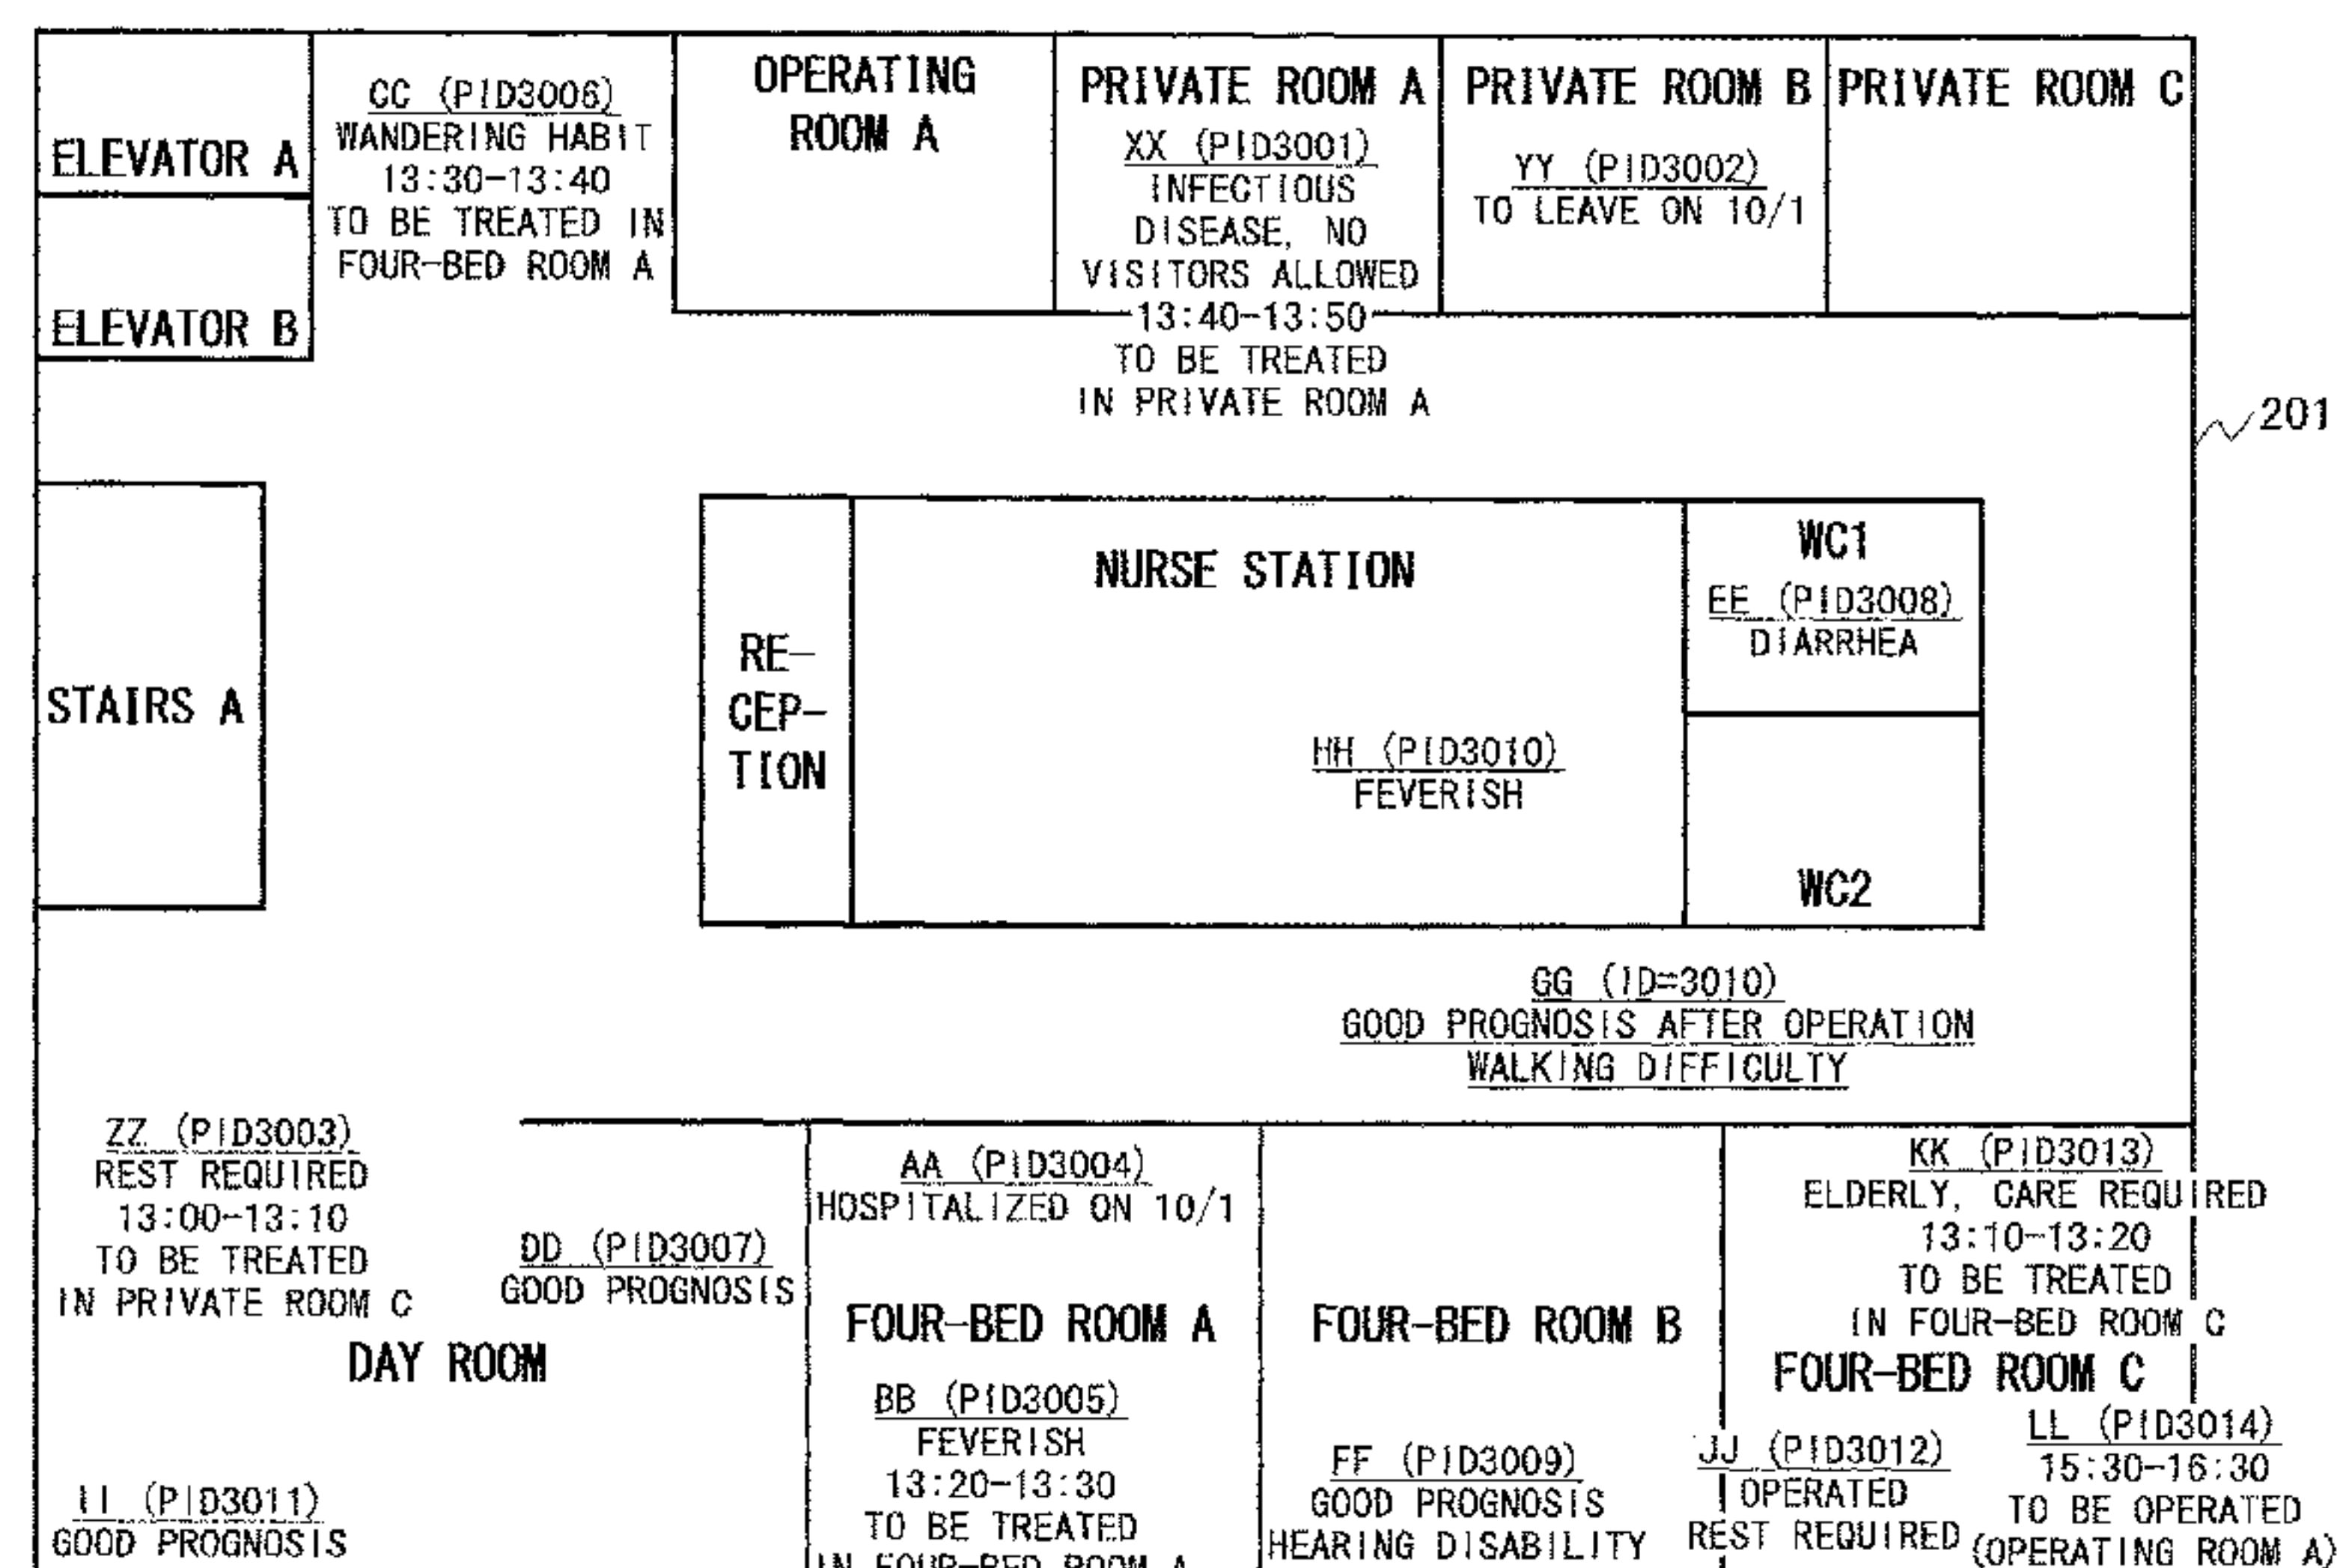 ELEVATOR A
ELEVATOR B
CC (PID3006)
WANDERING HABIT
13:30-13:40
TO BE TREATED IN
FOUR-BED ROOM A
OPERATING
ROOM A
PRIVATE ROOM A
XX (PID3001)
INFECTIOUS
DISEASE, NO
VISITORS ALLOWED
13:40-13:50
TO BE TREATED
IN PRIVATE ROOM A
PRIVATE ROOM B
YY (PID3002)
TO LEAVE ON 10/1
PRIVATE ROOM C
201
STAIRS A
RE-
CEP-
TION
NURSE STATION
HH (PID3010)
FEVERISH
WC1
EE (PID3008)
DIARRHEA
WC2
GG (ID=3010)
GOOD PROGNOSIS AFTER OPERATION
WALKING DIFFICULTY
ZZ (PID3003)
REST REQUIRED
13:00-13:10
TO BE TREATED
IN PRIVATE ROOM C
DD (PID3007)
GOOD PROGNOSIS
DAY ROOM
II (PID3011)
GOOD PROGNOSIS
AA (PID3004)
HOSPITALIZED ON 10/1
FOUR-BED ROOM A
BB (PID3005)
FEVERISH
13:20-13:30
TO BE TREATED
IN FOUR-BED ROOM A
FOUR-BED ROOM B
FF (PID3009)
GOOD PROGNOSIS
HEARING DISABILITY
KK (PID3013)
ELDERLY, CARE REQUIRED
13:10-13:20
TO BE TREATED
IN FOUR-BED ROOM C
FOUR-BED ROOM C
JJ (PID3012)
OPERATED
REST REQUIRED
LL (PID3014)
15:30-16:30
TO BE OPERATED
(OPERATING ROOM A)